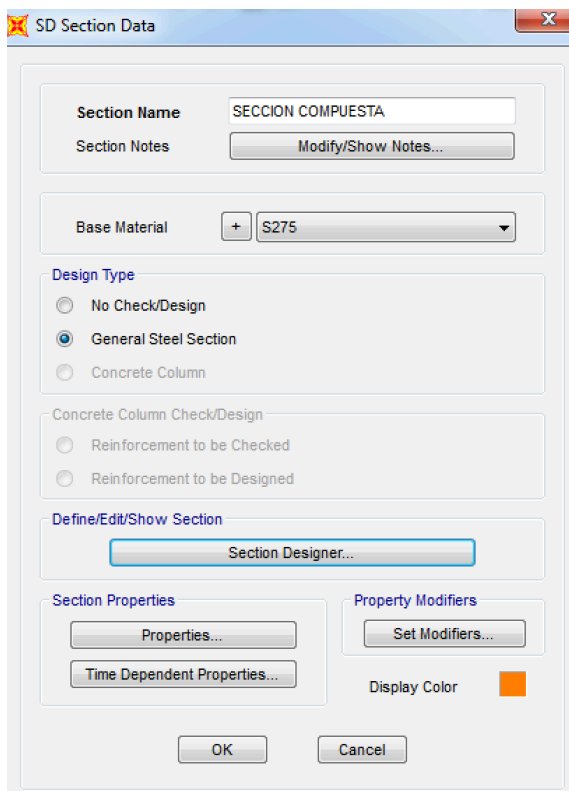 SD Section Data
Section Name SECCION COMPUESTA
Section Notes Modify/Show Notes...
Base Material + S275
Design Type
No Check/Design
General Steel Section
Concrete Column
Concrete Column Check/Design
Reinforcement to be Checked
Reinforcement to be Designed
Define/Edit/Show Section
Section Designer...
Section Properties Property Modifiers
Properties... Set Modifiers...
Time Dependent Properties... Display Color
OK Cancel